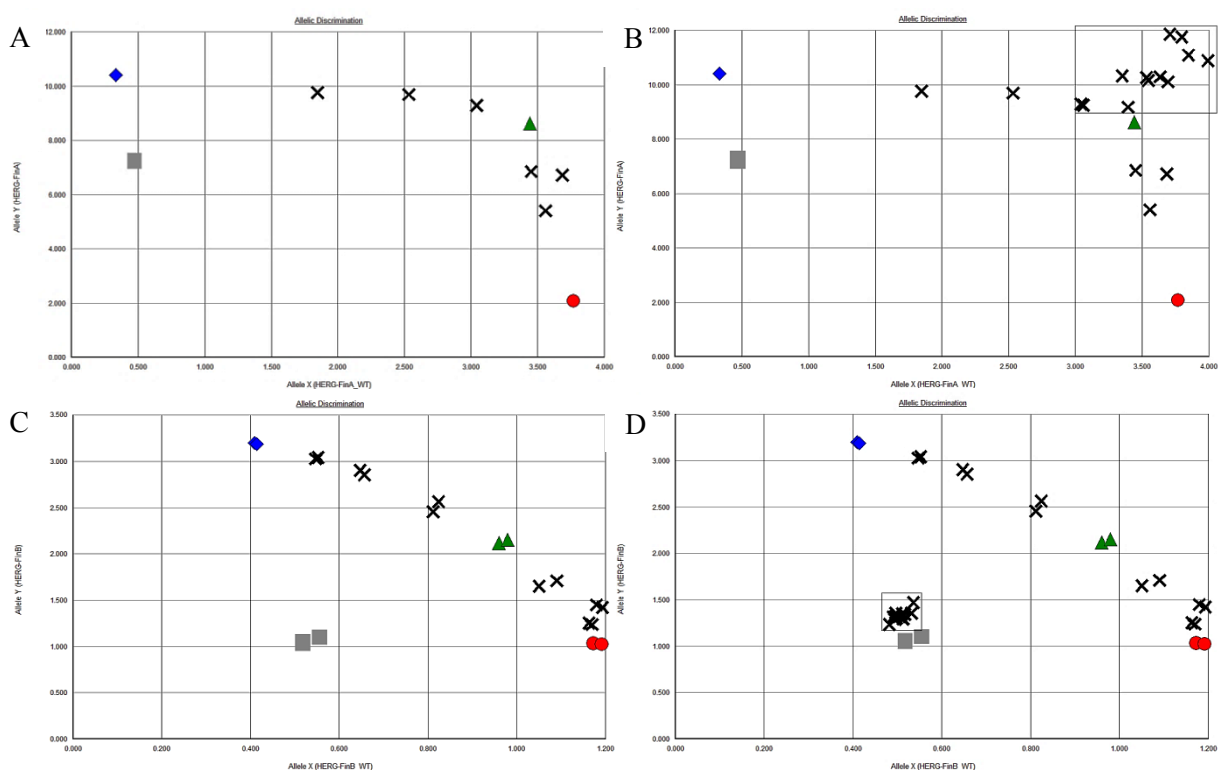 A
Allelic Discrimination
12.000
10.000
8.000
6.000
4.000
2.000
0.000
0.000 0.500 1.000 1.500 2.000 2.500 3.000 3.500 4.000
Allele Y (HERG-FinA)
Allele X (HERG-FinA_WT)
B
Allelic Discrimination
12.000
10.000
8.000
6.000
4.000
2.000
0.000
0.000 0.500 1.000 1.500 2.000 2.500 3.000 3.500 4.000
Allele Y (HERG-FinA)
Allele X (HERG-FinA WT)
C
Allelic Discrimination
3.500
3.000
2.500
2.000
1.500
1.000
0.500
0.000
0.000 0.200 0.400 0.600 0.800 1.000 1.200
Allele Y (HERG-FinB)
Allele X (HERG-FinB WT)
D
Allelic Discrimination
3.500
3.000
2.500
2.000
1.500
1.000
0.500
0.000
0.000 0.200 0.400 0.600 0.800 1.000 1.200
Allele Y (HERG-FinB)
Allele X (HERG-FinB WT)